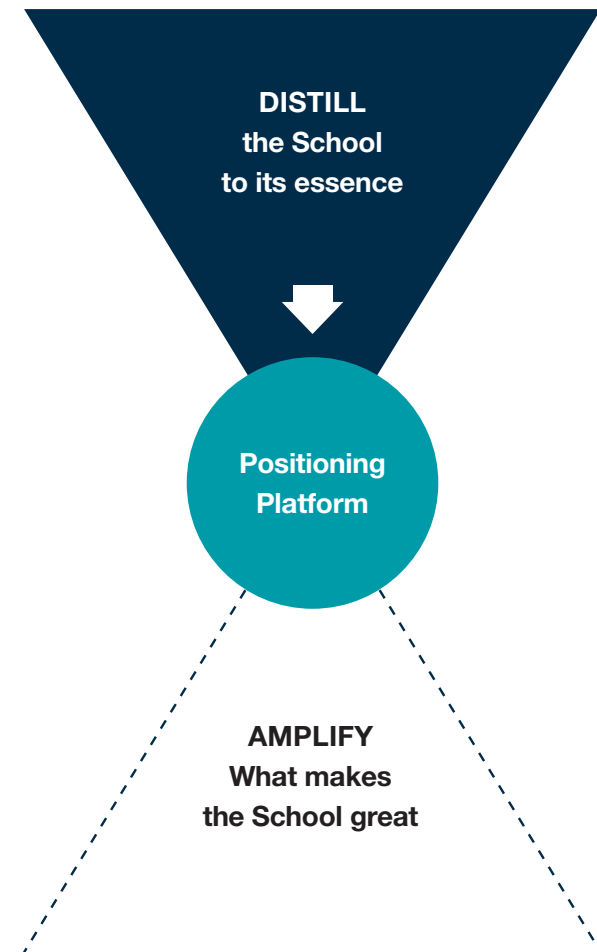 DISTILL
the School
to its essence
Positioning
Platform
AMPLIFY
What makes
the School great